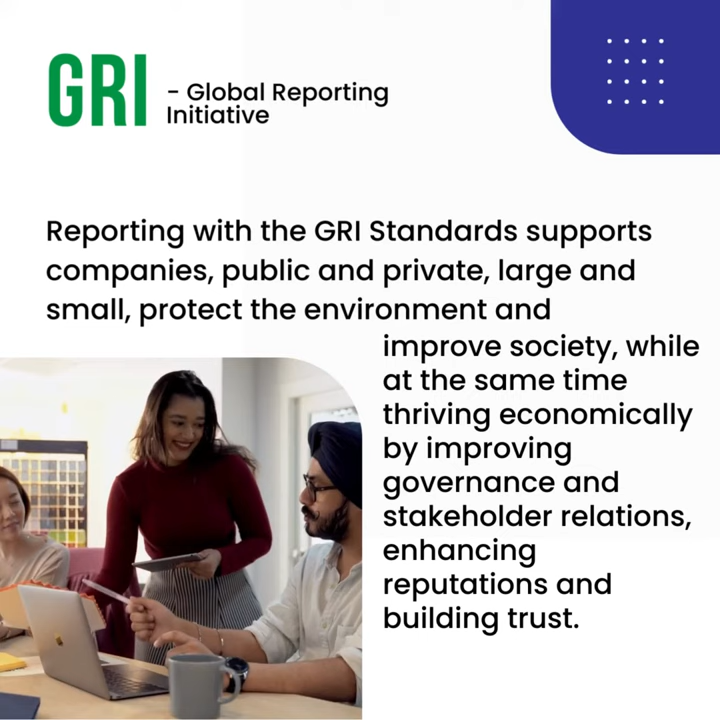 GRI
- Global Reporting
Initiative
Reporting with the GRI Standards supports
companies, public and private, large and
small, protect the environment and
improve society, while
at the same time
thriving economically
by improving
governance and
stakeholder relations,
enhancing
reputations and
building trust.